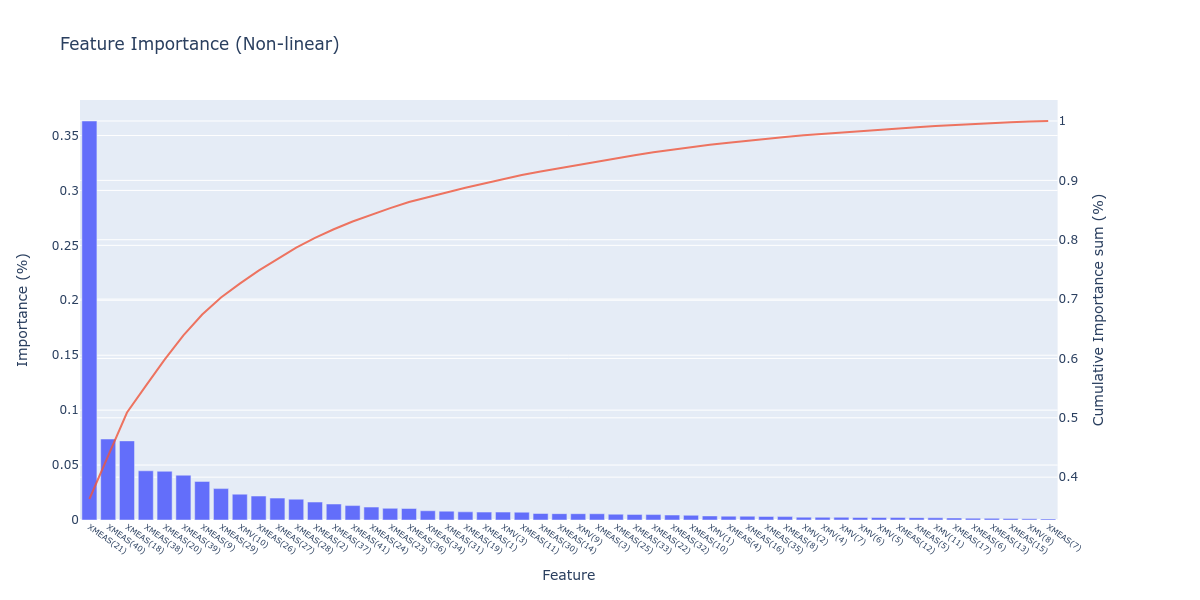 Feature Importance (Non-linear)
Importance (%)
0.35
0.3
0.25
0.2
0.15
0.1
0.05
0
1
0.9
0.8
0.7
0.6
0.5
0.4
Cumulative Importance sum (%)
XMEAS(21)
XMEAS(40)
XMEAS(18)
XMEAS(38)
XMEAS(20)
XMEAS(39)
XMEAS(9)
XMEAS(29)
XMV(10)
XMEAS(26)
XMEAS(27)
XMEAS(28)
XMEAS(2)
XMEAS(37)
XMEAS(41)
XMEAS(24)
XMEAS(23)
XMEAS(36)
XMEAS(34)
XMEAS(31)
XMEAS(19)
XMEAS(1)
XMV(3)
XMEAS(11)
XMEAS(30)
XMEAS(14)
XMV(9)
XMEAS(3)
XMEAS(25)
XMEAS(33)
XMEAS(22)
XMEAS(32)
XMEAS(10)
XMV(1)
XMEAS(4)
XMEAS(16)
XMEAS(35)
XMEAS(8)
XMV(2)
XMV(4)
XMV(7)
XMV(6)
XMV(5)
XMEAS(12)
XMEAS(5)
XMV(11)
XMEAS(17)
XMEAS(6)
XMEAS(13)
XMEAS(15)
XMV(8)
XMEAS(7)
Feature